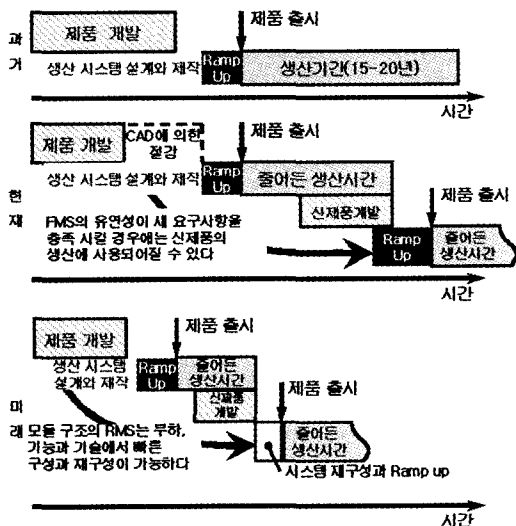 과거
제품 개발
제품 출시
생산 시스템 설계와 제작
Ramp
Up
생산기간(15-20년)
시간
현재
제품 개발
CAD에 의한
절감
제품 출시
생산 시스템 설계와 제작
Ramp
Up
줄어든 생산시간
신제품개발
제품 출시
FMS의 유연성이 새 요구사항을
충족 시킬 경우에는 신제품의
생산에 사용되어질 수 있다
Ramp
Up
줄어든
생산시간
시간
미래
제품 개발
제품 출시
생산 시스템
설계와 제작
Ramp
Up
줄어든
생산시간
신제품
개발
제품 출시
모듈 구조의 RMS는 부하,
기능과 기술에서 빠른
구성과 재구성이 가능하다
줄어든
생산시간
시스템 재구성과 Ramp up
시간